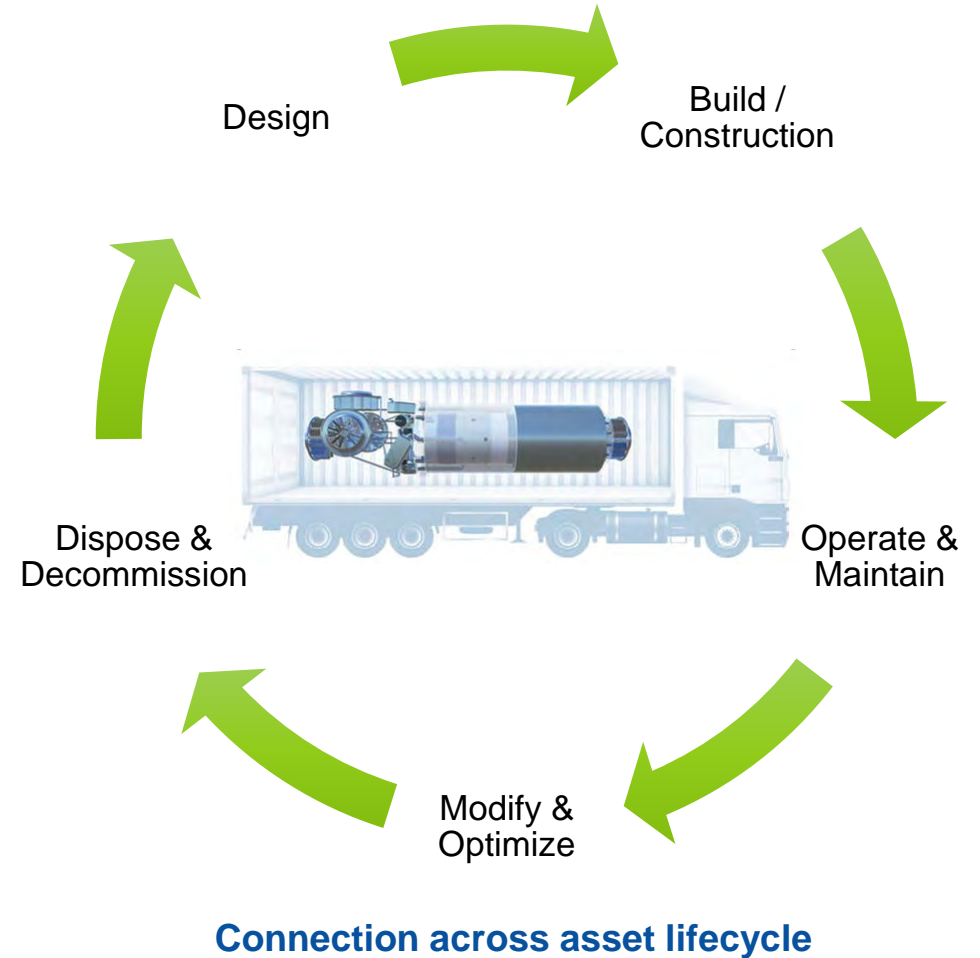 Design
Build /
Construction
Operate &
Maintain
Modify &
Optimize
Dispose &
Decommission
Connection across asset lifecycle